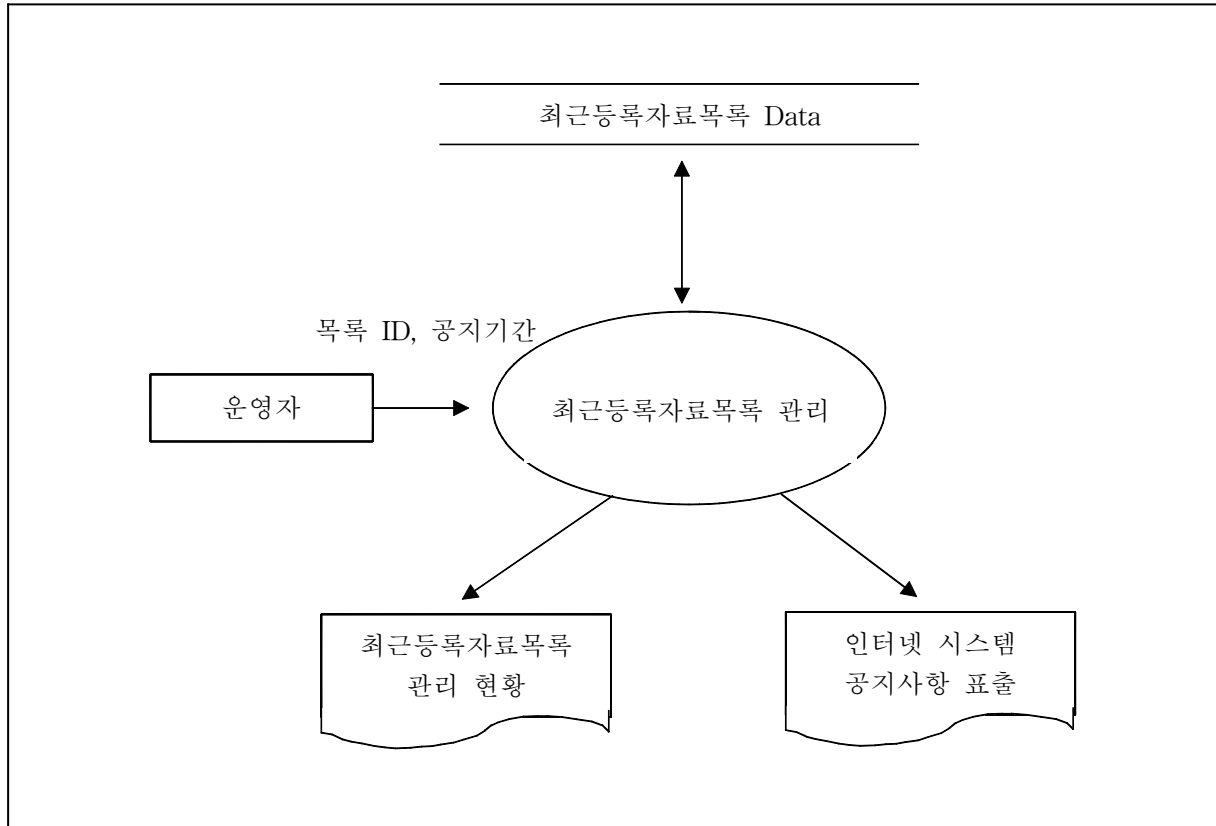 최근등록자료목록 Data
목록 ID, 공지기간
운영자
최근등록자료목록 관리
최근등록자료목록
관리 현황
인터넷 시스템
공지사항 표출